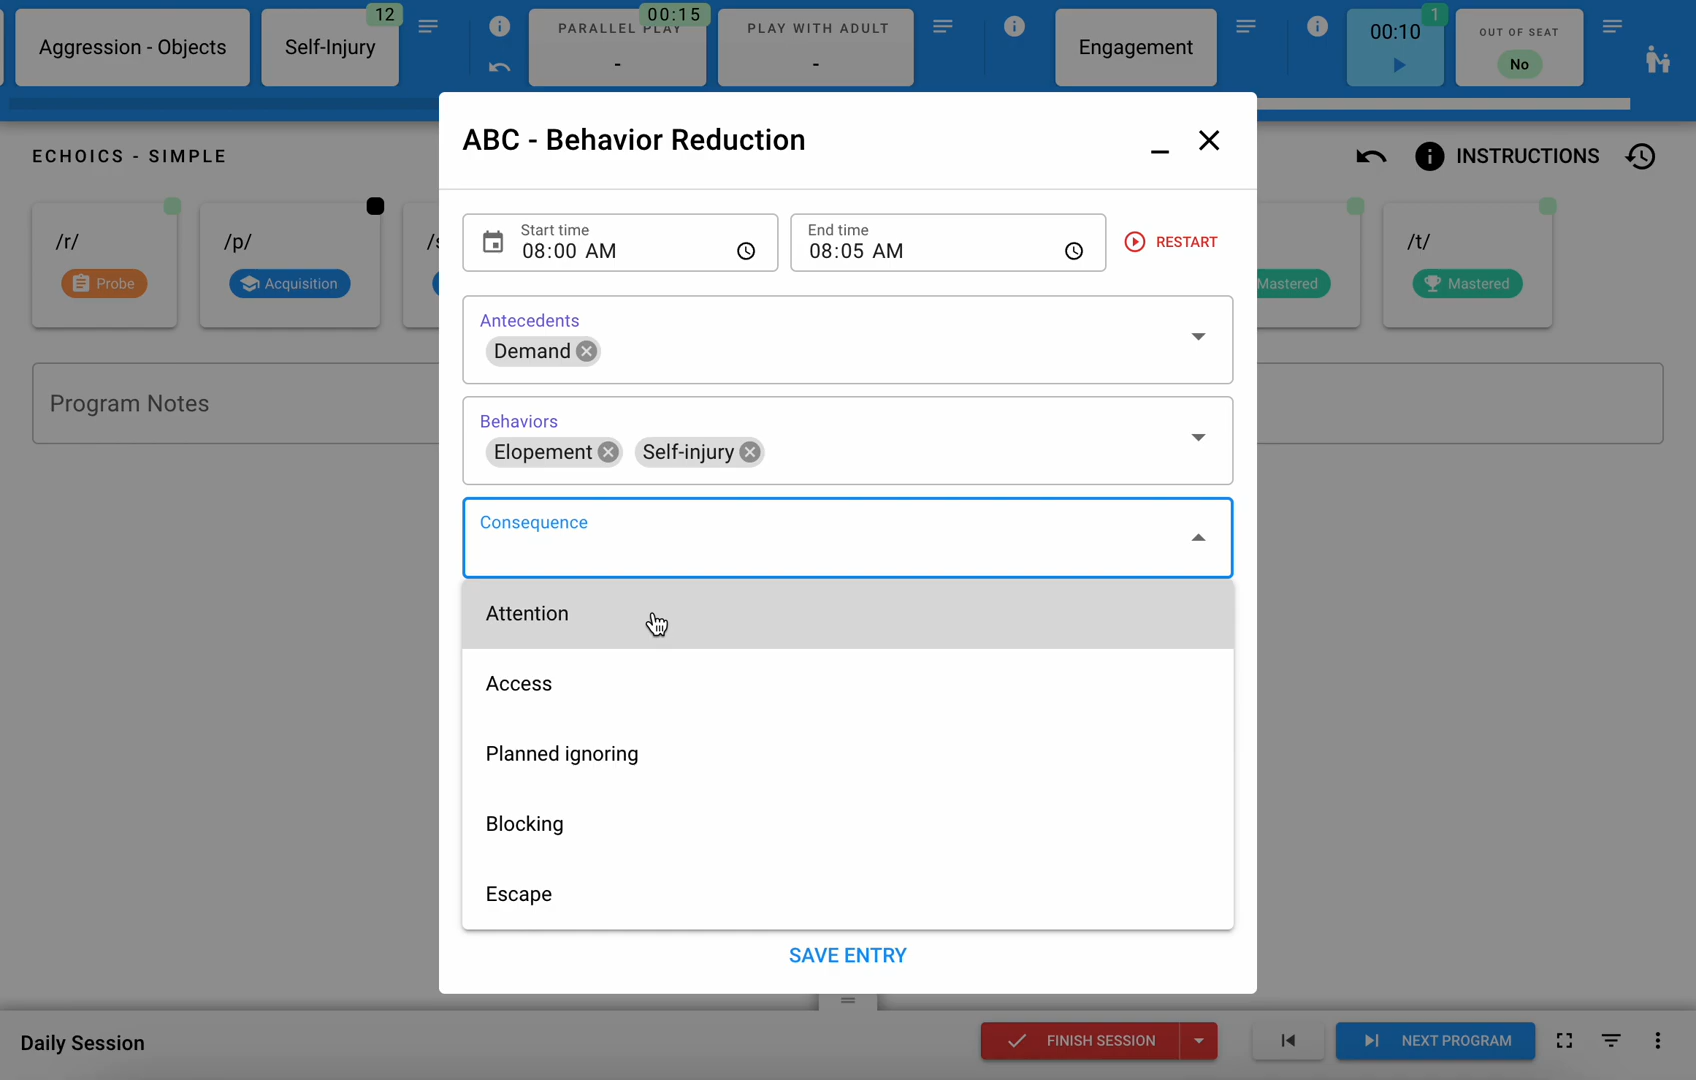 Aggression - Objects
12
Self-Injury
00:15
PARALLEL PLAY
-
PLAY WITH ADULT
-
Engagement
1
00:10
OUT OF SEAT
No
ECHOICS - SIMPLE
INSTRUCTIONS
/r/
Probe
/p/
Acquisition
Mastered
/t/
Mastered
Program Notes
ABC - Behavior Reduction
Start time
08:00 AM
End time
08:05 AM
RESTART
Antecedents
Demand
Behaviors
Elopement Self-injury
Consequence
Attention
Access
Planned ignoring
Blocking
Escape
SAVE ENTRY
Daily Session
FINISH SESSION
NEXT PROGRAM